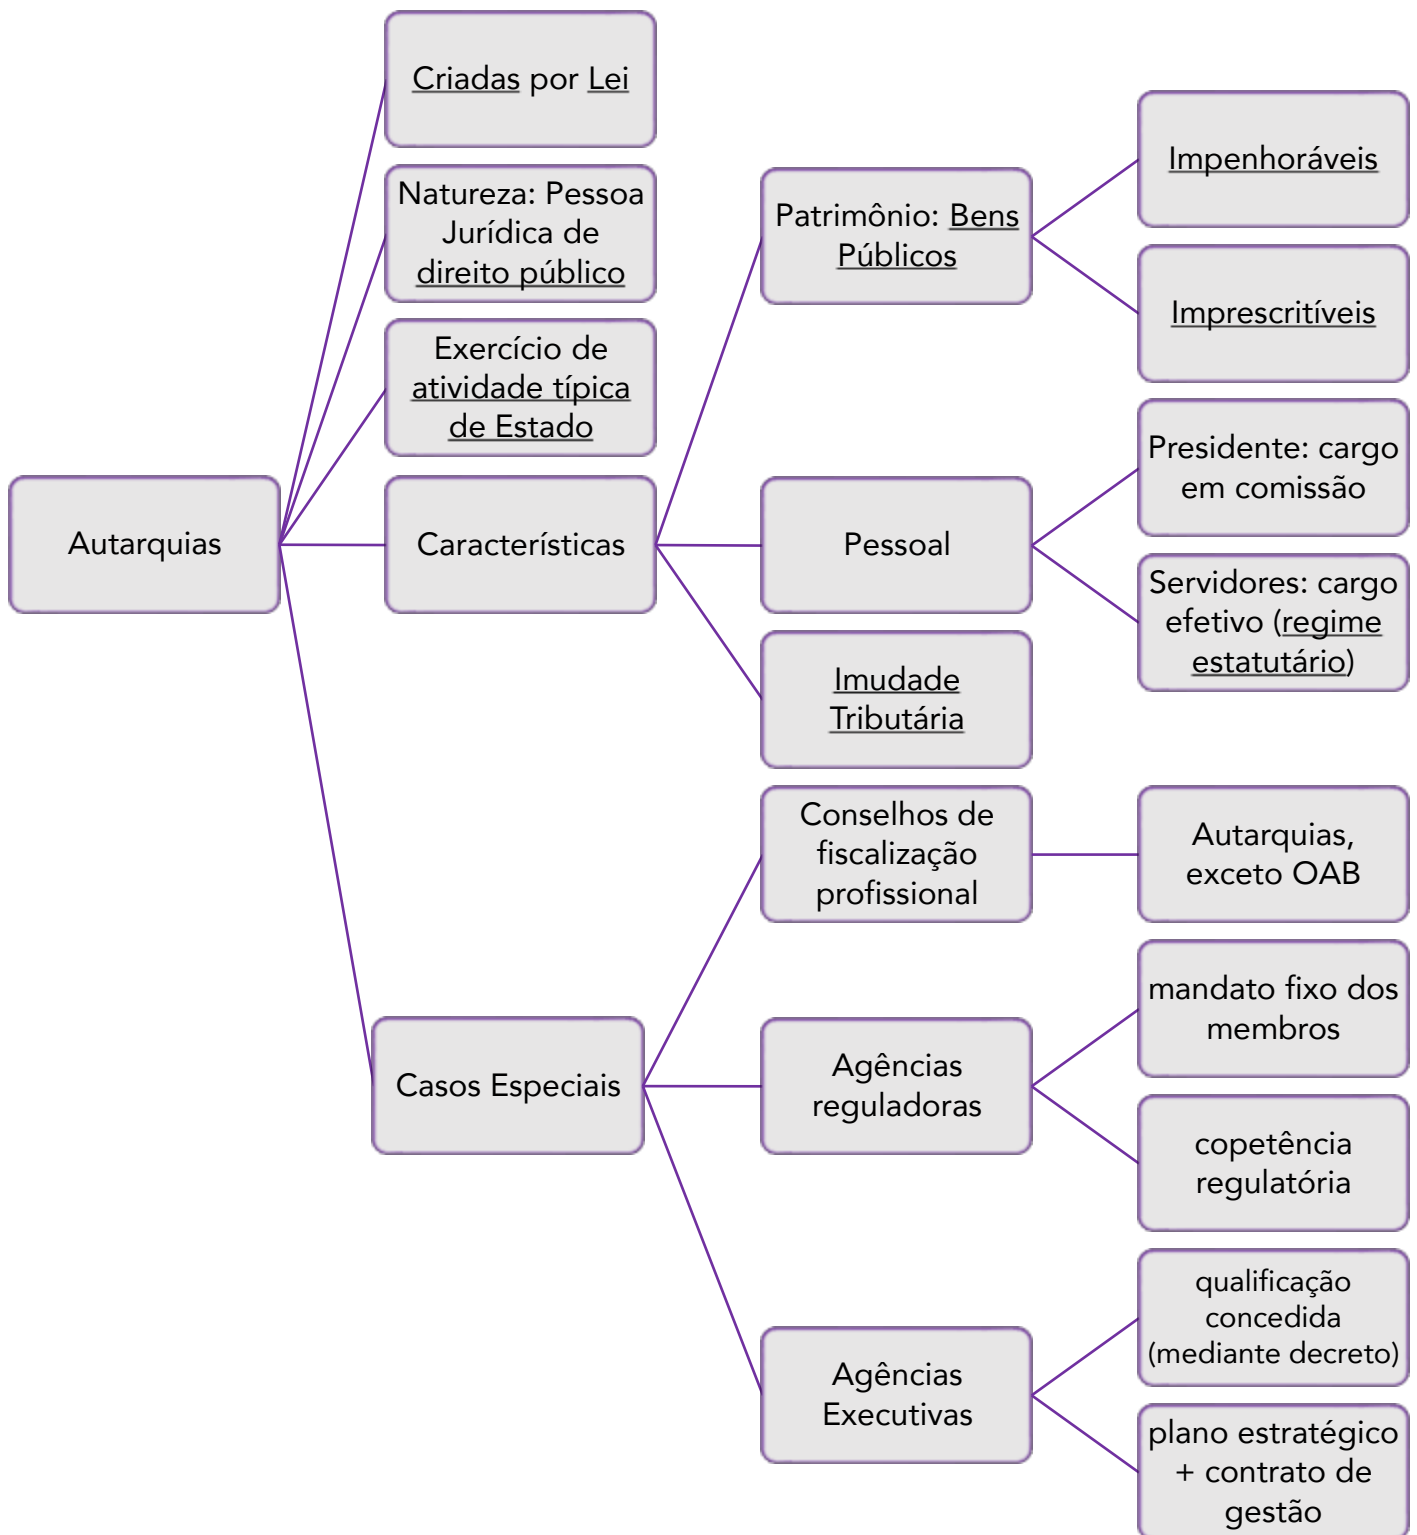 Criadas por Lei
Natureza: Pessoa
Jurídica de
direito público
Exercício de
atividade típica
de Estado
Autarquias
Características
Patrimônio: Bens
Públicos
Impenhoráveis
Imprescritíveis
Pessoal
Presidente: cargo
em comissão
Servidores: cargo
efetivo (regime
estatutário)
Imudade
Tributária
Casos Especiais
Conselhos de
fiscalização
profissional
Autarquias,
exceto OAB
Agências
reguladoras
mandato fixo dos
membros
copetência
regulatória
Agências
Executivas
qualificação
concedida
(mediante decreto)
plano estratégico
+ contrato de
gestão